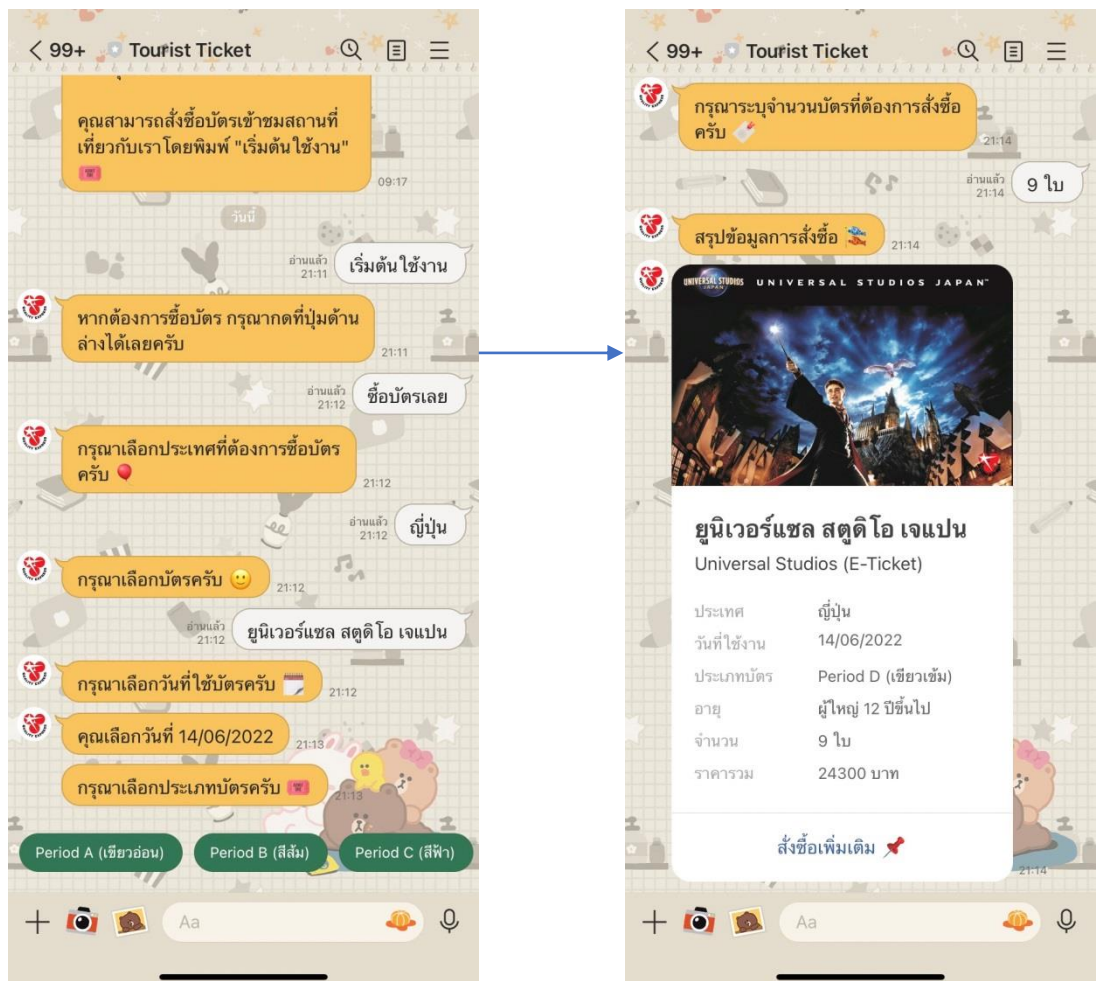 99+ Tourist Ticket
คุณสามารถสั่งซื้อบัตรเข้าชมสถานที่
เที่ยวกับเราโดยพิมพ์ "เริ่มต้นใช้งาน"
09:17
วันนี้
อ่านแล้ว
21:11
เริ่มต้นใช้งาน
หากต้องการซื้อบัตร กรุณากดที่ปุ่มด้าน
ล่างได้เลยครับ
21:11
อ่านแล้ว
21:12
ซื้อบัตรเลย
กรุณาเลือกประเทศที่ต้องการซื้อบัตร
ครับ
21:12
อ่านแล้ว
21:12
ญี่ปุ่น
กรุณาเลือกบัตรครับ
21:12
อ่านแล้ว
21:12
ยูนิเวอร์แซล สตูดิโอ เจแปน
กรุณาเลือกวันที่ใช้บัตรครับ
21:12
คุณเลือกวันที่ 14/06/2022
21:13
กรุณาเลือกประเภทบัตรครับ
21:13
Period A (เขียวอ่อน)
Period B (สีส้ม)
Period C (สีฟ้า)
Aa
99+ Tourist Ticket
กรุณาระบุจำนวนบัตรที่ต้องการสั่งซื้อ
ครับ
21:14
อ่านแล้ว
21:14
9 ใบ
สรุปข้อมูลการสั่งซื้อ
21:14
UNIVERSAL STUDIOS JAPAN
UNIVERSAL STUDIOS JAPAN™
ยูนิเวอร์แซล สตูดิโอ เจแปน
Universal Studios (E-Ticket)
ประเทศ ญี่ปุ่น
วันที่ใช้งาน 14/06/2022
ประเภทบัตร Period D (เขียวเข้ม)
อายุ ผู้ใหญ่ 12 ปีขึ้นไป
จำนวน 9 ใบ
ราคารวม 24300 บาท
สั่งซื้อเพิ่มเติม
21:14
Aa